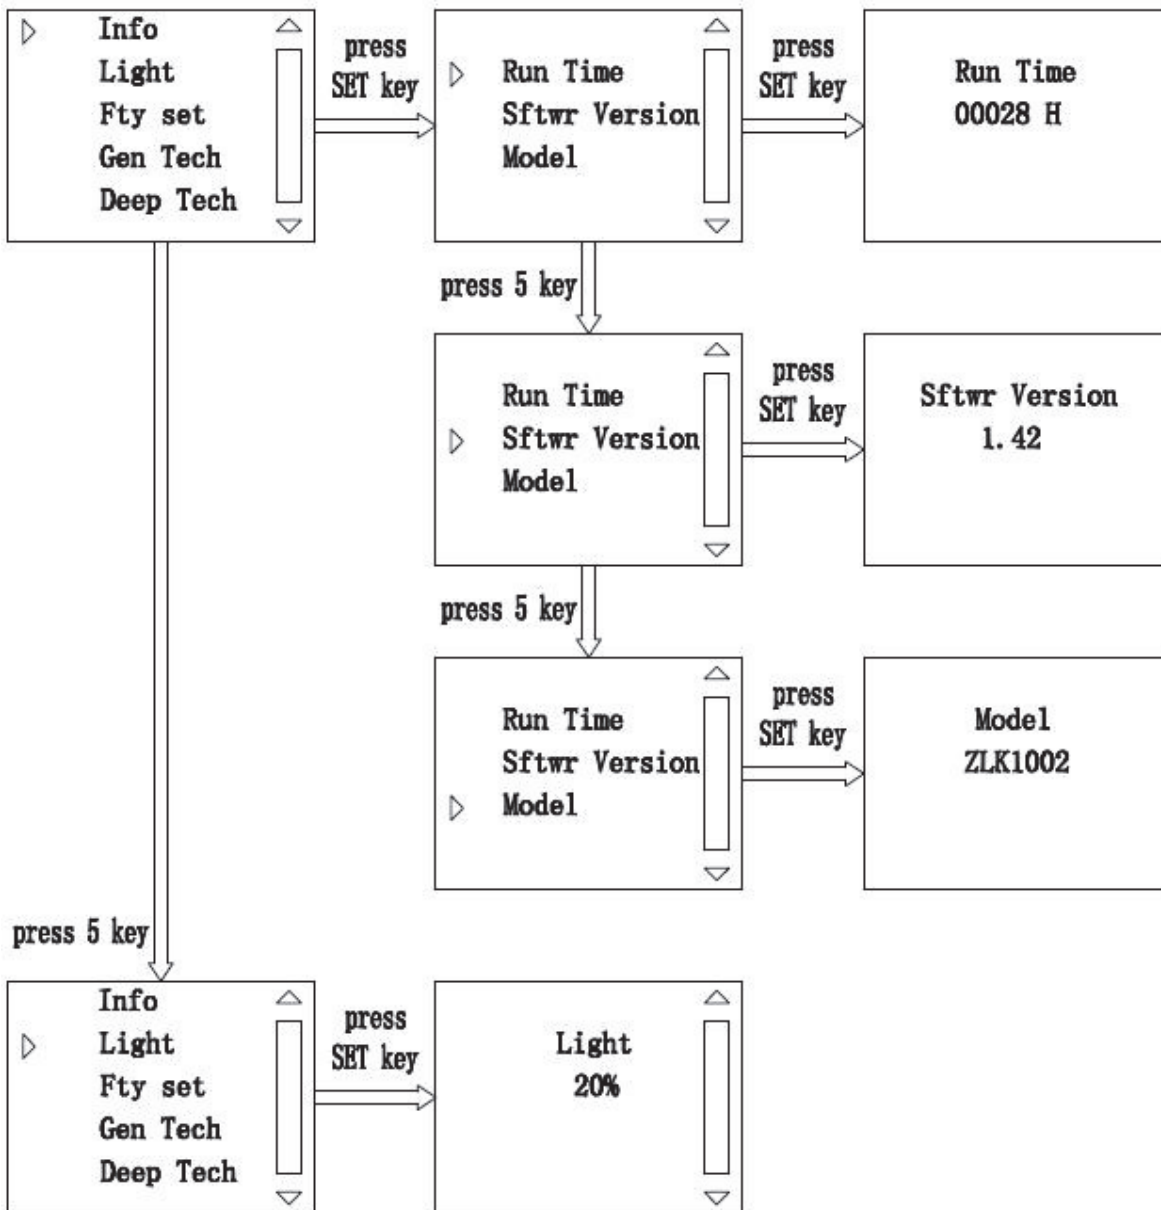 Info
Light
Fty set
Gen Tech
Deep Tech
press
SET key
Run Time
Sftwr Version
Model
press
SET key
Run Time
00028 H
press 5 key
Run Time
Sftwr Version
Model
press
SET key
Sftwr Version
1.42
press 5 key
Run Time
Sftwr Version
Model
press
SET key
Model
ZLK1002
press 5 key
Info
Light
Fty set
Gen Tech
Deep Tech
press
SET key
Light
20%